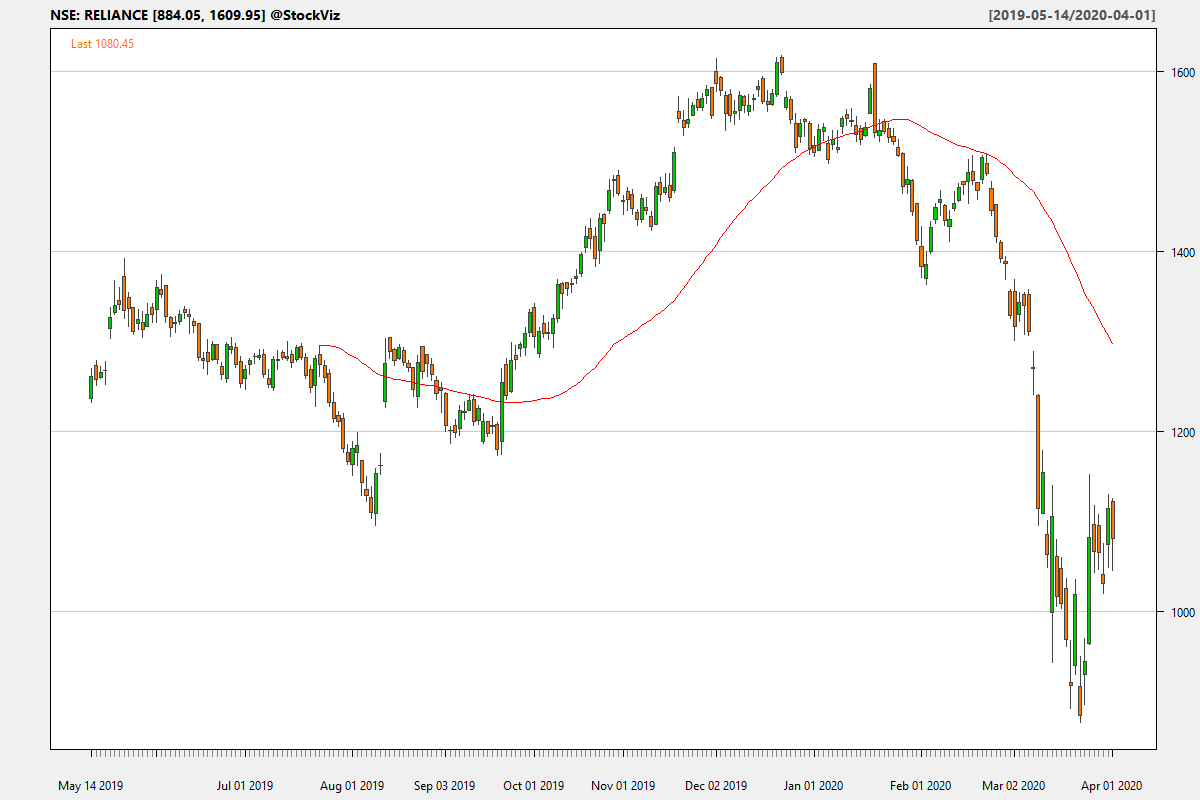 NSE: RELIANCE [884.05, 1609.95] @StockViz
[2019-05-14/2020-04-01]
Last 1080.45
1600
1400
1200
1000
May 14 2019
Jul 01 2019
Aug 01 2019
Sep 03 2019
Oct 01 2019
Nov 01 2019
Dec 02 2019
Jan 01 2020
Feb 01 2020
Mar 02 2020
Apr 01 2020